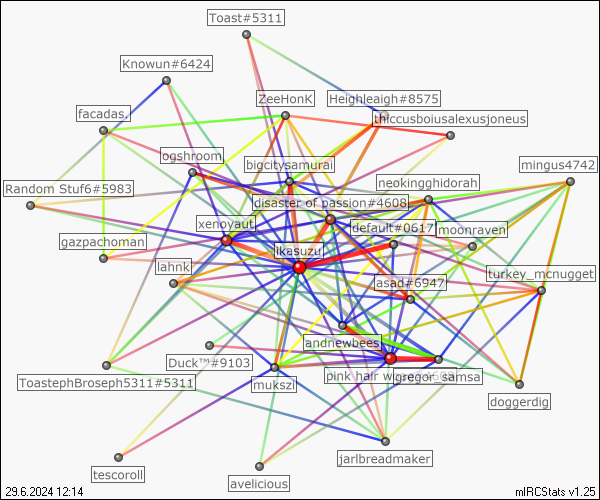 Toast#5311
Knowun#6424
ZeeHonK
Heighleaigh#8575
facadas.
thiccusboiusalexusjoneus
ogshroom
bigcitysamurai
mingus4742
neokingghidorah
Random Stuf6#5983
disaster of passion#4608
xenoyaut
default#0617
moonraven
gazpachoman
ikasuzu
lahnk
turkey_mcnugget
asad#6947
andnewbees
Duck™#9103
pink hair w
gregor_samsa
ToastephBroseph5311#5311
mukszi
doggerdig
jarlbreadmaker
tescoroll
avelicious
29.6.2024 12:14
mIRCStats v1.25